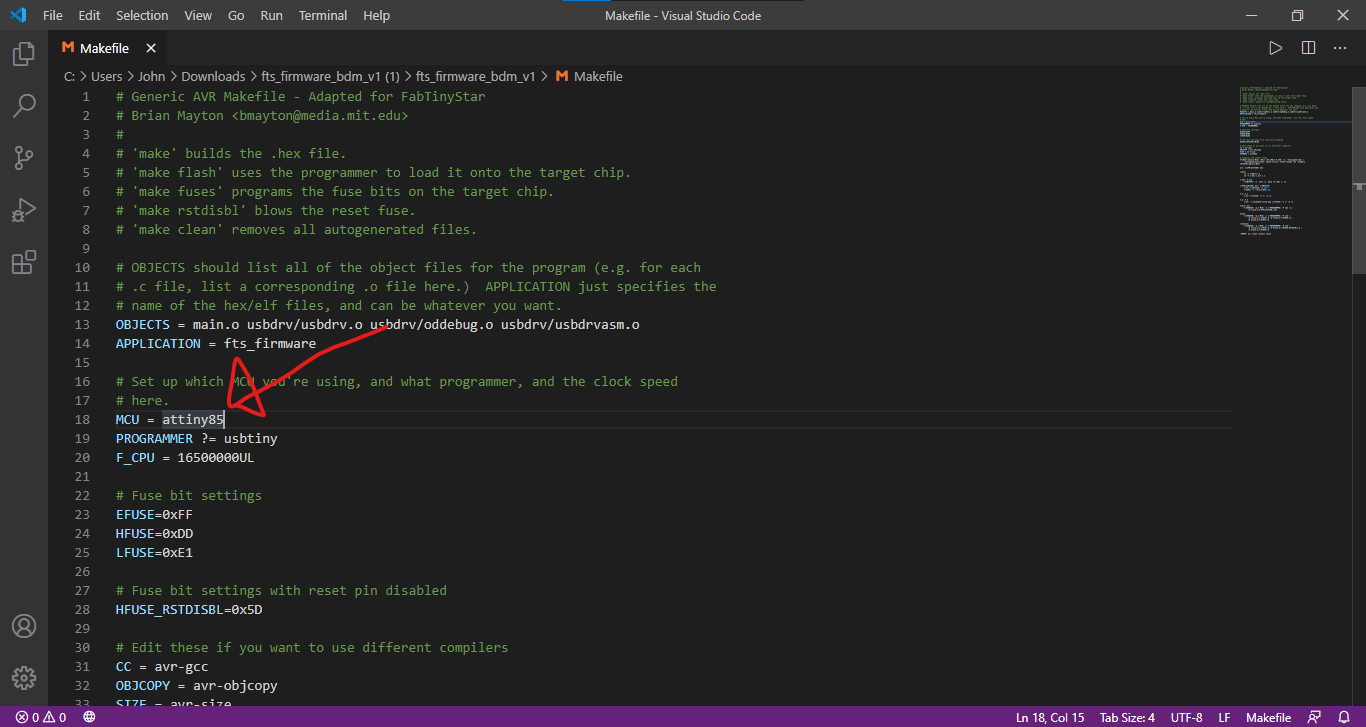 File Edit Selection View Go Run Terminal Help
Makefile - Visual Studio Code
M Makefile
C: > Users > John > Downloads > fts_firmware_bdm_v1 (1) > fts_firmware_bdm_v1 > M Makefile
1 # Generic AVR Makefile - Adapted for FabTinyStar
2 # Brian Mayton <bmayton@media.mit.edu>
3 #
4 # 'make' builds the .hex file.
5 # 'make flash' uses the programmer to load it onto the target chip.
6 # 'make fuses' programs the fuse bits on the target chip.
7 # 'make rstdisbl' blows the reset fuse.
8 # 'make clean' removes all autogenerated files.
9
10 # OBJECTS should list all of the object files for the program (e.g. for each
11 # .c file, list a corresponding .o file here.)  APPLICATION just specifies the
12 # name of the hex/elf files, and can be whatever you want.
13 OBJECTS = main.o usbdrv/usbdrv.o usbdrv/oddebug.o usbdrv/usbdrvasm.o
14 APPLICATION = fts_firmware
15
16 # Set up which MCU you're using, and what programmer, and the clock speed
17 # here.
18 MCU = attiny85
19 PROGRAMMER ?= usbtiny
20 F_CPU = 16500000UL
21
22 # Fuse bit settings
23 EFUSE=0xFF
24 HFUSE=0xDD
25 LFUSE=0xE1
26
27 # Fuse bit settings with reset pin disabled
28 HFUSE_RSTDISBL=0x5D
29
30 # Edit these if you want to use different compilers
31 CC = avr-gcc
32 OBJCOPY = avr-objcopy
33 SIZE = avr-size
0 0 Ln 18, Col 15 Tab Size: 4 UTF-8 LF Makefile